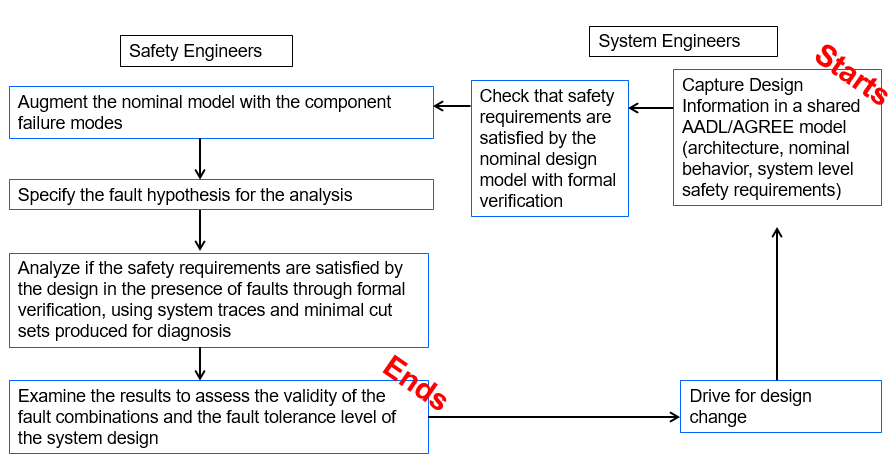 Safety Engineers
System Engineers
Starts
Augment the nominal model with the component
failure modes
Check that safety
requirements are
satisfied by the
nominal design
model with formal
verification
Capture Design
Information in a shared
AADL/AGREE model
(architecture, nominal
behavior, system level
safety requirements)
Specify the fault hypothesis for the analysis
Analyze if the safety requirements are satisfied by
the design in the presence of faults through formal
verification, using system traces and minimal cut
sets produced for diagnosis
Ends
Examine the results to assess the validity of the
fault combinations and the fault tolerance level of
the system design
Drive for design
change